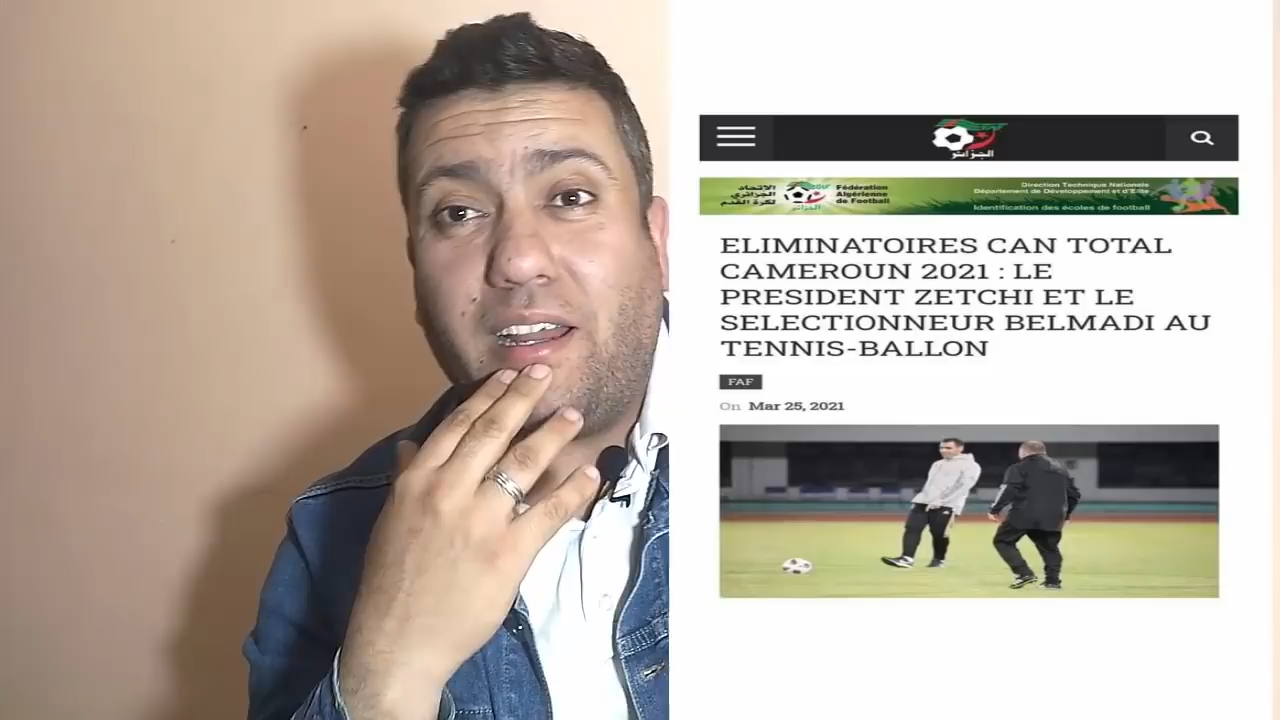 الجزائر
الاتحاد
الجزائري
لكرة القدم
Fédération
Algérienne
de Football
Direction Technique Nationale
Département de Développement et d'Elite
Identification des écoles de football
ELIMINATOIRES CAN TOTAL
CAMEROUN 2021 : LE
PRESIDENT ZETCHI ET LE
SELECTIONNEUR BELMADI AU
TENNIS-BALLON
FAF
On Mar 25, 2021